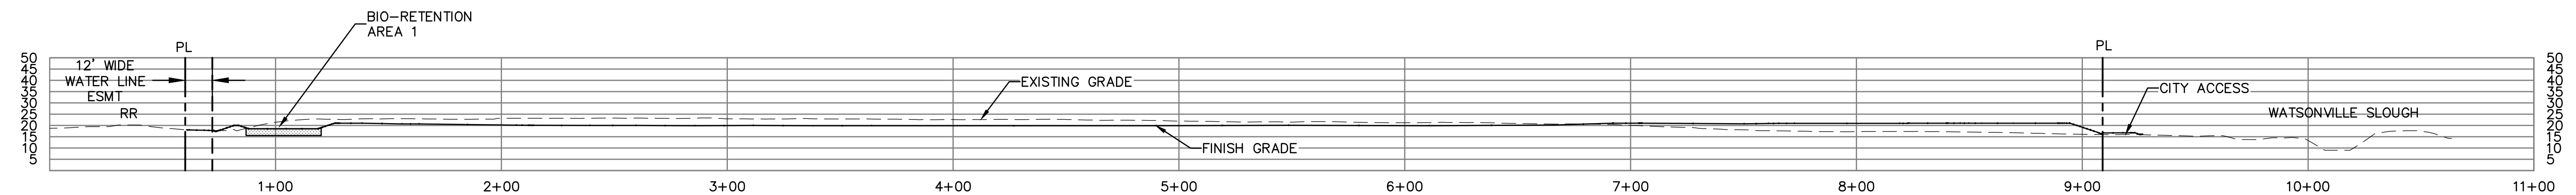 BIO-RETENTION
AREA 1
PL
PL
50
45
40
35
30
25
20
15
10
5
12' WIDE
WATER LINE
ESMT
RR
EXISTING GRADE
FINISH GRADE
CITY ACCESS
WATSONVILLE SLOUGH
50
45
40
35
30
25
20
15
10
5
1+00
2+00
3+00
4+00
5+00
6+00
7+00
8+00
9+00
10+00
11+00